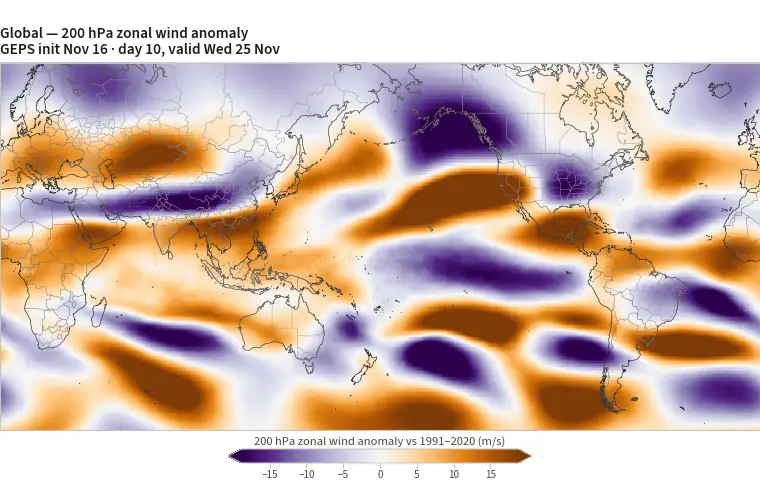 Global — 200 hPa zonal wind anomaly
GEPS init Nov 16 · day 10, valid Wed 25 Nov
200 hPa zonal wind anomaly vs 1991–2020 (m/s)
−15 −10 −5 0 5 10 15